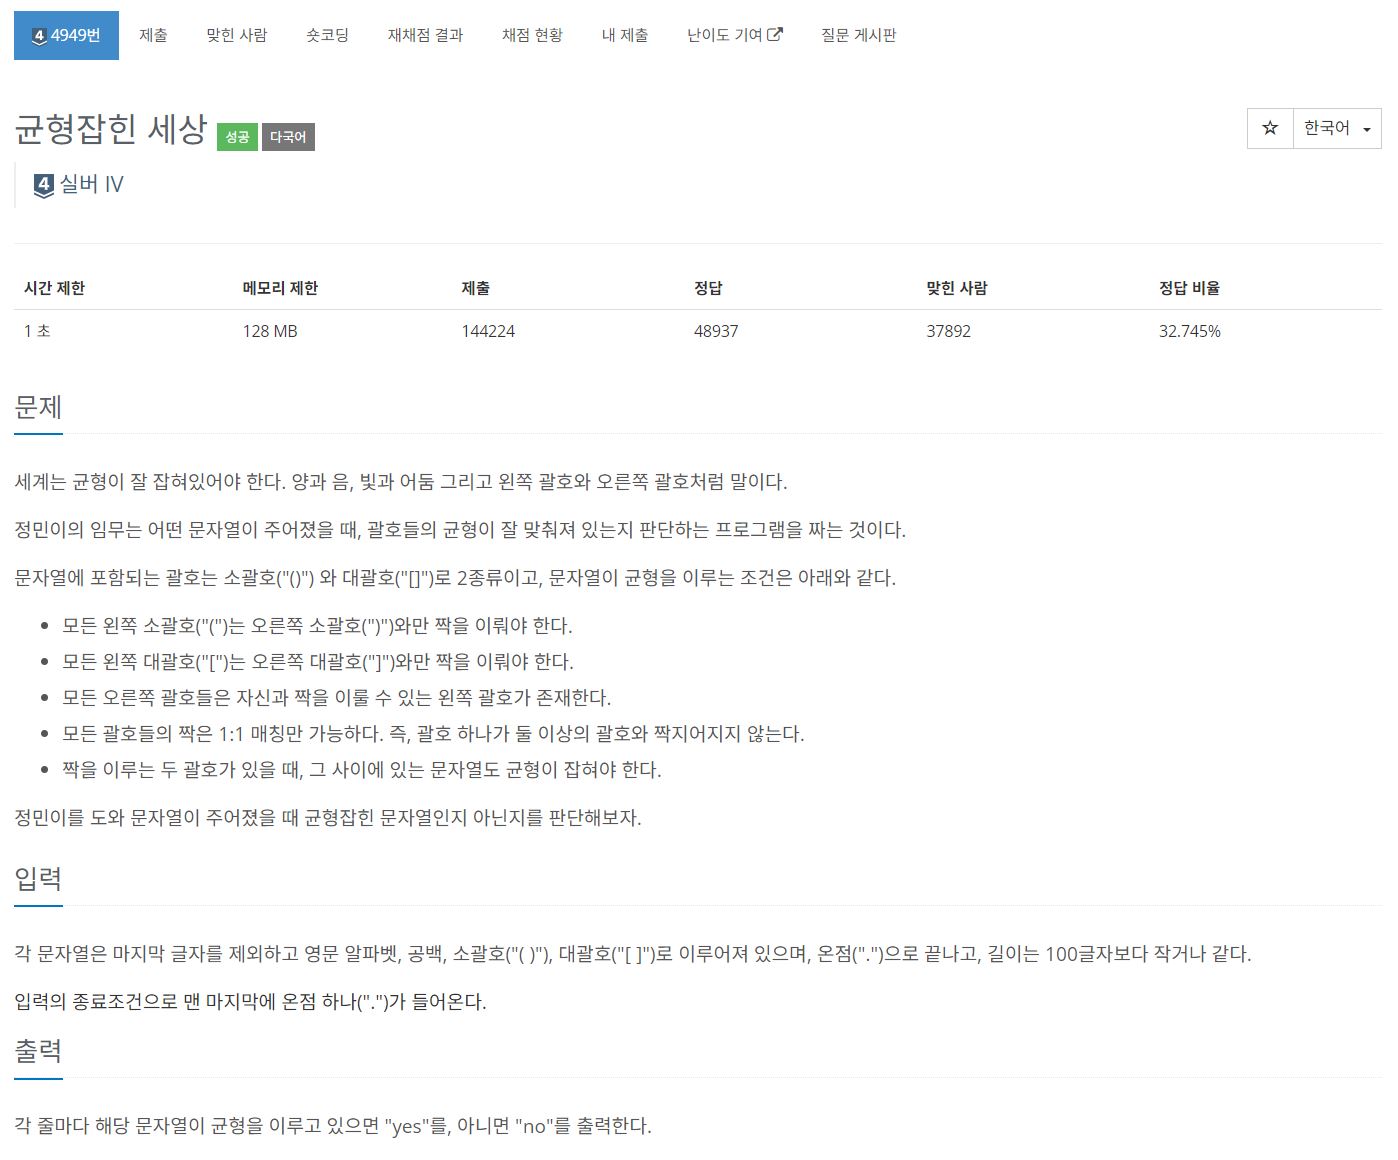 4 4949번 제출 맞힌 사람 숏코딩 재채점 결과 채점 현황 내 제출 난이도 기여 질문 게시판
균형잡힌 세상 성공 다국어 한국어
4 실버 IV
시간 제한 메모리 제한 제출 정답 맞힌 사람 정답 비율
1 초 128 MB 144224 48937 37892 32.745%
문제
세계는 균형이 잘 잡혀있어야 한다. 양과 음, 빛과 어둠 그리고 왼쪽 괄호와 오른쪽 괄호처럼 말이다.
정민이의 임무는 어떤 문자열이 주어졌을 때, 괄호들의 균형이 잘 맞춰져 있는지 판단하는 프로그램을 짜는 것이다.
문자열에 포함되는 괄호는 소괄호("()") 와 대괄호("[]")로 2종류이고, 문자열이 균형을 이루는 조건은 아래와 같다.
• 모든 왼쪽 소괄호("(")는 오른쪽 소괄호(")")와만 짝을 이뤄야 한다.
• 모든 왼쪽 대괄호("[")는 오른쪽 대괄호("]")와만 짝을 이뤄야 한다.
• 모든 오른쪽 괄호들은 자신과 짝을 이룰 수 있는 왼쪽 괄호가 존재한다.
• 모든 괄호들의 짝은 1:1 매칭만 가능하다. 즉, 괄호 하나가 둘 이상의 괄호와 짝지어지지 않는다.
• 짝을 이루는 두 괄호가 있을 때, 그 사이에 있는 문자열도 균형이 잡혀야 한다.
정민이를 도와 문자열이 주어졌을 때 균형잡힌 문자열인지 아닌지를 판단해보자.
입력
각 문자열은 마지막 글자를 제외하고 영문 알파벳, 공백, 소괄호("( )"), 대괄호("[ ]")로 이루어져 있으며, 온점(".")으로 끝나고, 길이는 100글자보다 작거나 같다.
입력의 종료조건으로 맨 마지막에 온점 하나(".")가 들어온다.
출력
각 줄마다 해당 문자열이 균형을 이루고 있으면 "yes"를, 아니면 "no"를 출력한다.